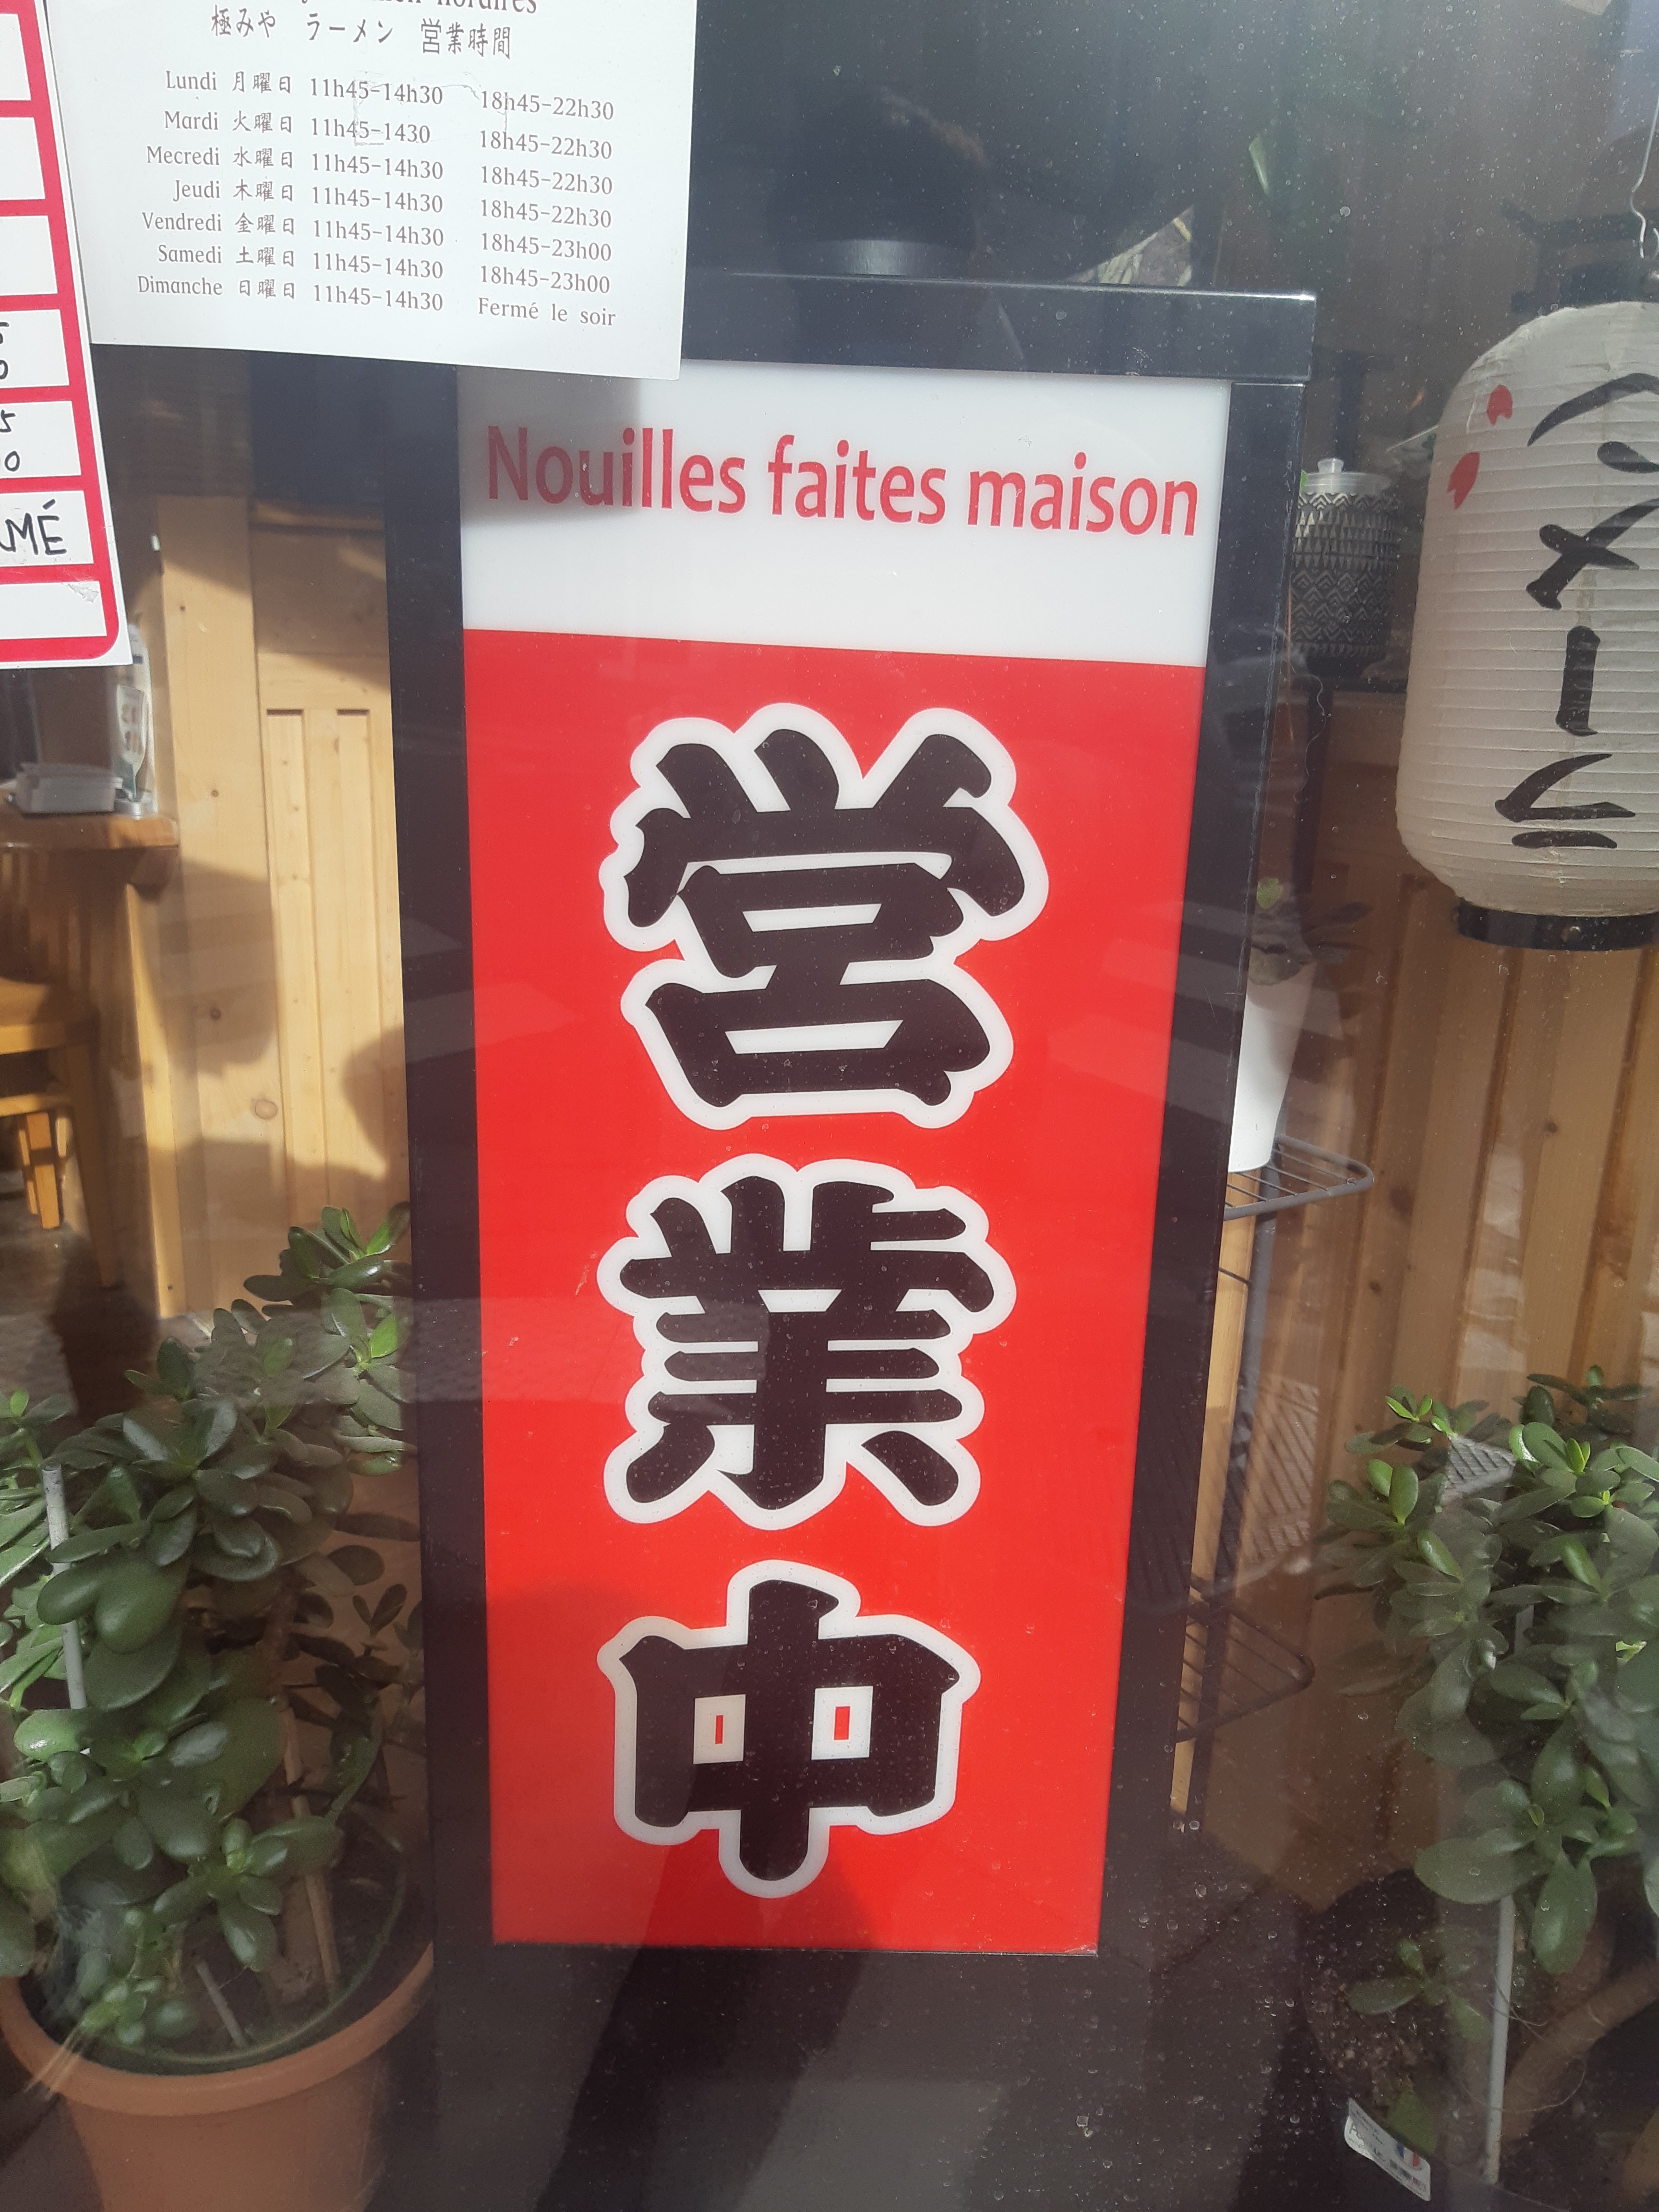 horaires
極みや ラーメン 営業時間
Lundi 月曜日 11h45-14h30 18h45-22h30
Mardi 火曜日 11h45-1430 18h45-22h30
Mecredi 水曜日 11h45-14h30 18h45-22h30
Jeudi 木曜日 11h45-14h30 18h45-22h30
Vendredi 金曜日 11h45-14h30 18h45-23h00
Samedi 土曜日 11h45-14h30 18h45-23h00
Dimanche 日曜日 11h45-14h30 Fermé le soir
MÉ
Nouilles faites maison
営
業
中